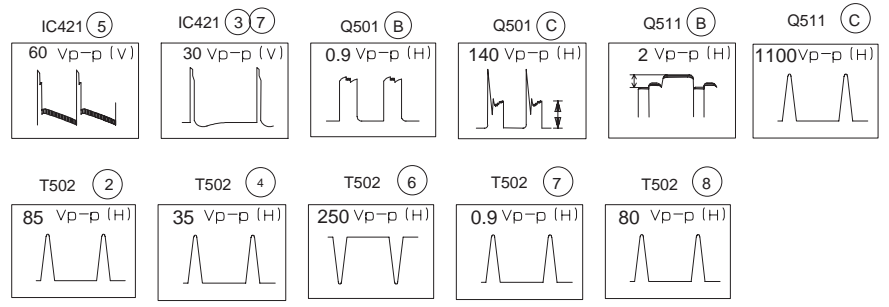 IC421 5 IC421 3 7 Q501 B Q501 C Q511 B Q511 C
60 Vp-p (V) 30 Vp-p (V) 0.9 Vp-p (H) 140 Vp-p (H) 2 Vp-p (H) 1100Vp-p (H)
T502 2 T502 4 T502 6 T502 7 T502 8
85 Vp-p (H) 35 Vp-p (H) 250 Vp-p (H) 0.9 Vp-p (H) 80 Vp-p (H)